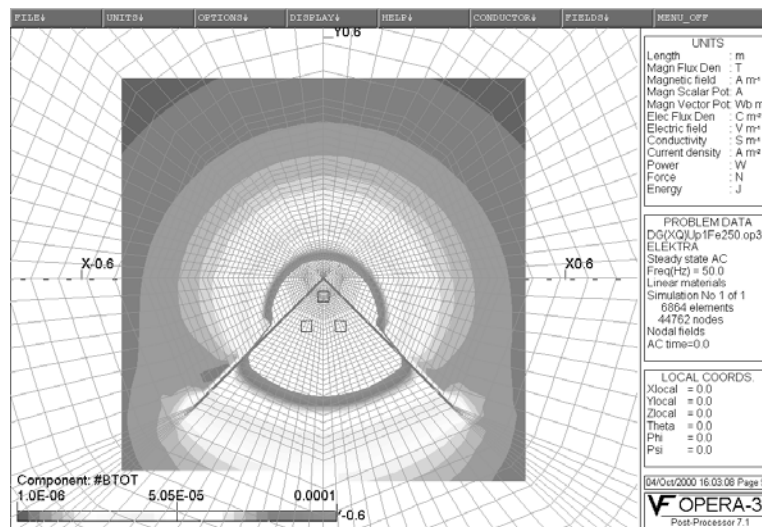 FILE↓ UNITS↓ OPTIONS↓ DISPLAY↓ HELP↓ CONDUCTOR↓ FIELDS↓ MENU_OFF
Y0.6
X-0.6
X0.6
Y-0.6
Component: #BTOT
1.0E-06 5.05E-05 0.0001
UNITS
Length : m
Magn Flux Den : T
Magnetic field : A m⁻¹
Magn Scalar Pot: A
Magn Vector Pot: Wb m
Elec Flux Den : C m⁻²
Electric field : V m⁻¹
Conductivity : S m⁻¹
Current density : A m⁻²
Power : W
Force : N
Energy : J
PROBLEM DATA
DG(XQ)Up1Fe250.op3
ELEKTRA
Steady state AC
Freq(Hz) = 50.0
Linear materials
Simulation No 1 of 1
6864 elements
44762 nodes
Nodal fields
AC time=0.0
LOCAL COORDS.
Xlocal = 0.0
Ylocal = 0.0
Zlocal = 0.0
Theta = 0.0
Phi = 0.0
Psi = 0.0
04/Oct/2000 16:03:08 Page
VF OPERA-3
Post-Processor 7.1